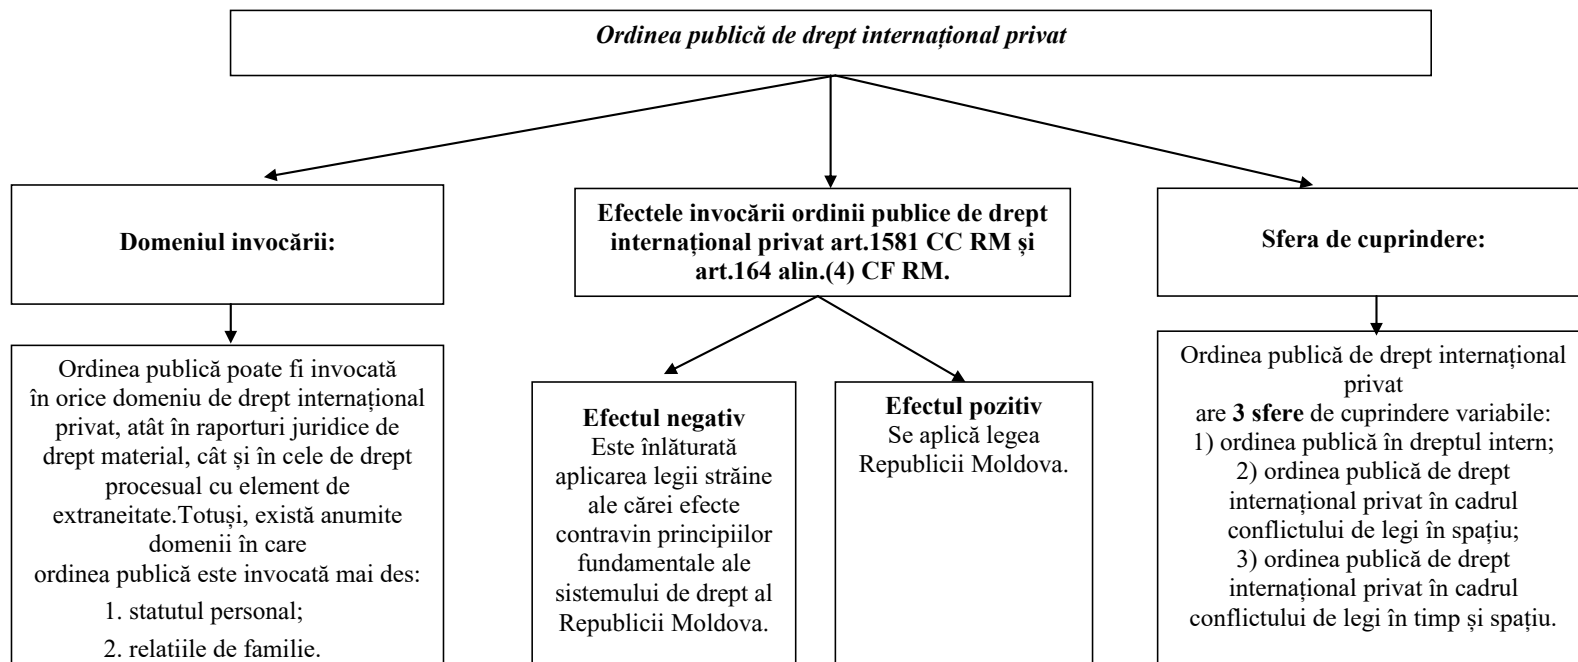 Ordinea publică de drept internațional privat
Domeniul invocării:
Efectele invocării ordinii publice de drept
internațional privat art.1581 CC RM și
art.164 alin.(4) CF RM.
Sfera de cuprindere:
Ordinea publică poate fi invocată
în orice domeniu de drept internațional
privat, atât în raporturi juridice de
drept material, cât și în cele de drept
procesual cu element de
extraneitate.Totuși, există anumite
domenii în care
ordinea publică este invocată mai des:
1. statutul personal;
2. relatiile de familie.
Efectul negativ
Este înlăturată
aplicarea legii străine
ale cărei efecte
contravin principiilor
fundamentale ale
sistemului de drept al
Republicii Moldova.
Efectul pozitiv
Se aplică legea
Republicii Moldova.
Ordinea publică de drept internațional
privat
are 3 sfere de cuprindere variabile:
1) ordinea publică în dreptul intern;
2) ordinea publică de drept
internațional privat în cadrul
conflictului de legi în spațiu;
3) ordinea publică de drept
internațional privat în cadrul
conflictului de legi în timp și spațiu.